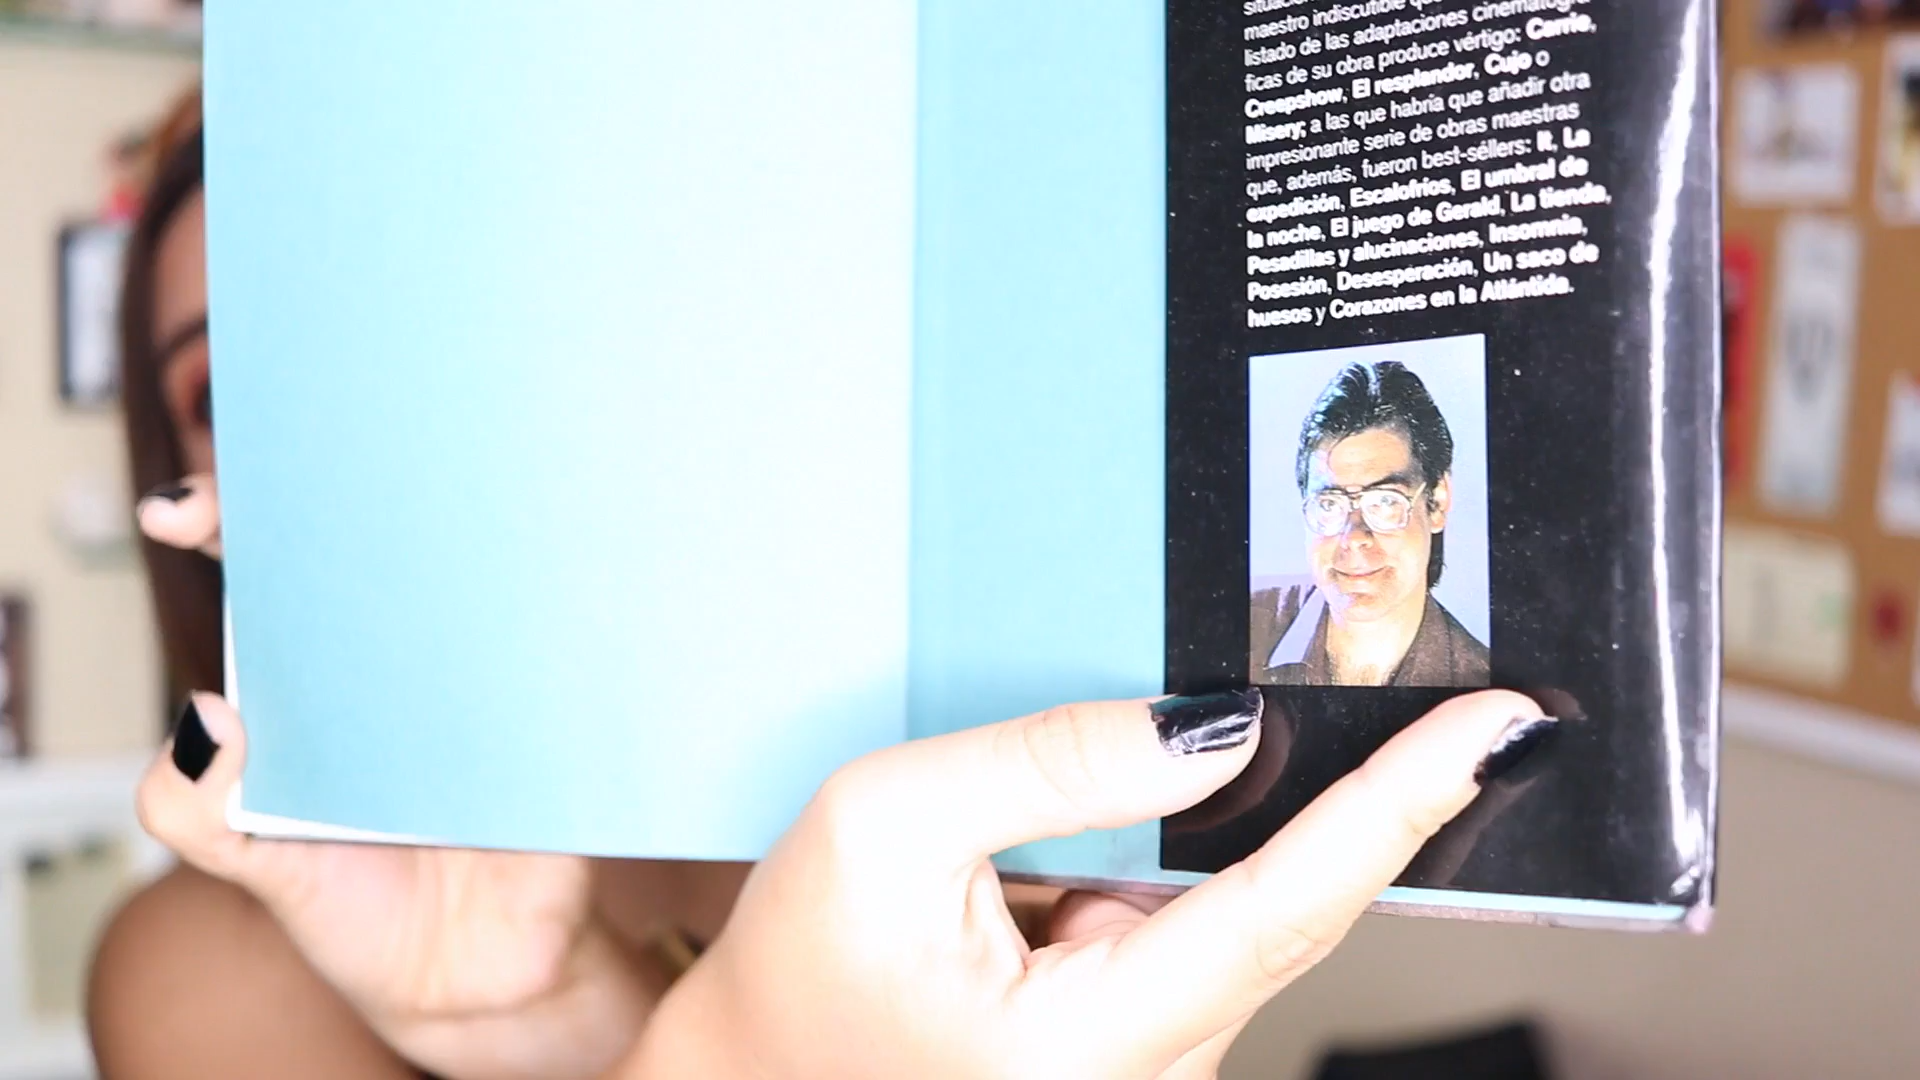 maestro indiscutible
listado de las adaptaciones cinematográ-
ficas de su obra produce vértigo: Carrie,
Creepshow, El resplandor, Cujo o
Misery; a las que habría que añadir otra
impresionante serie de obras maestras
que, además, fueron best-séllers: It, La
expedición, Escalofríos, El umbral de
la noche, El juego de Gerald, La tienda,
Pesadillas y alucinaciones, Insomnia,
Posesión, Desesperación, Un saco de
huesos y Corazones en la Atlántida.